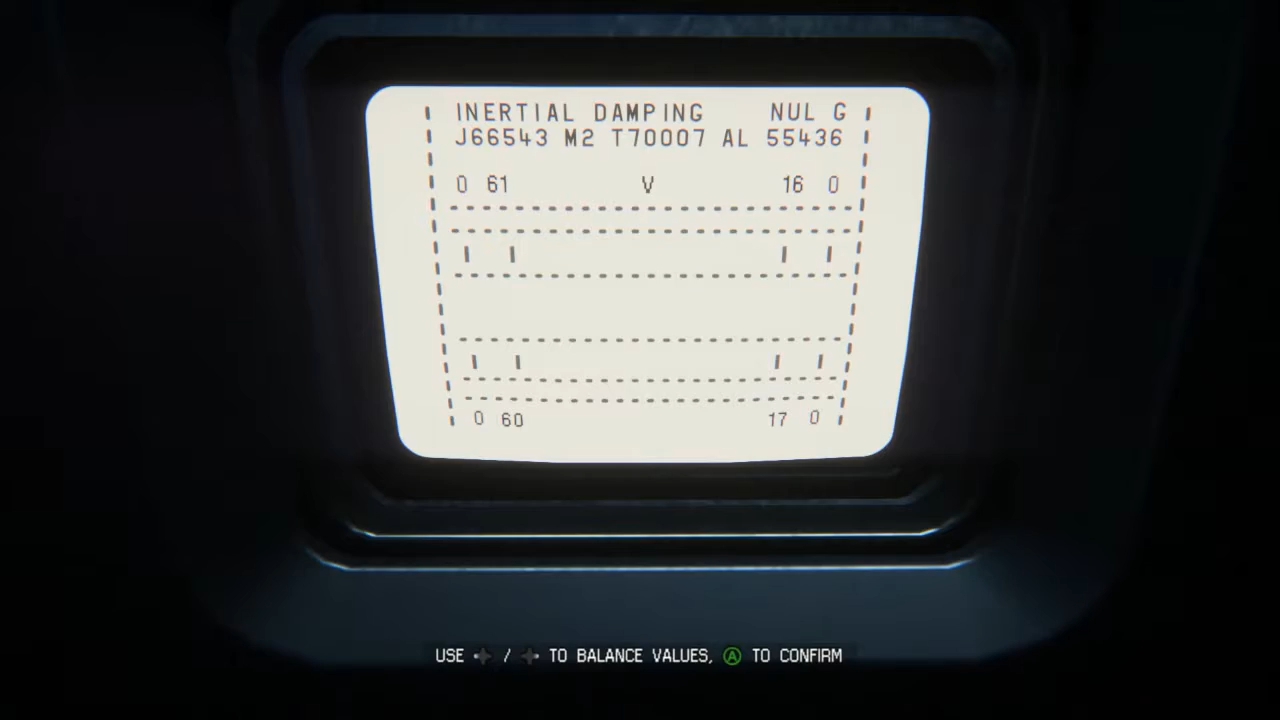 INERTIAL DAMPING NUL G
J66543 M2 T70007 AL 55436
0 61 V 16 0
0 60 17 0
USE / TO BALANCE VALUES, A TO CONFIRM